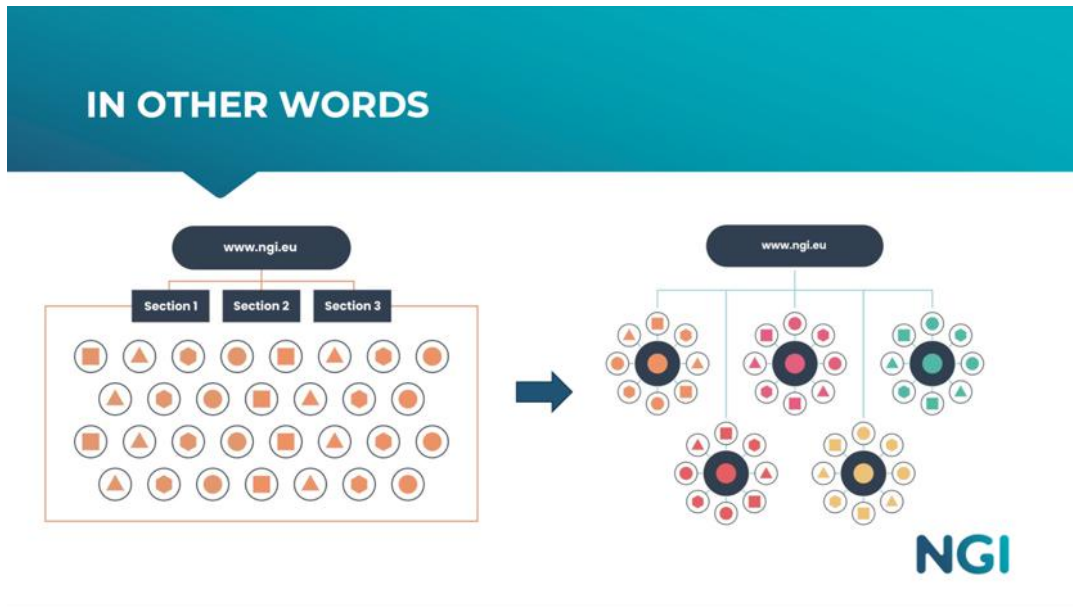 IN OTHER WORDS
www.ngi.eu
Section 1
Section 2
Section 3
www.ngi.eu
NGI